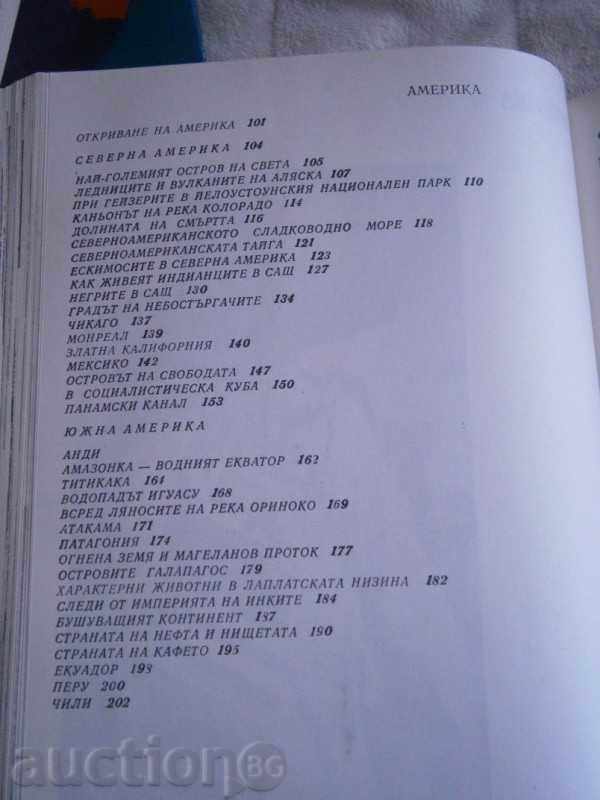 АМЕРИКА
ОТКРИВАНЕ НА АМЕРИКА 101
СЕВЕРНА АМЕРИКА 104
НАЙ-ГОЛЕМИЯТ ОСТРОВ НА СВЕТА 105
ЛЕДНИЦИТЕ И ВУЛКАНИТЕ НА АЛЯСКА 107
ПРИ ГЕЙЗЕРИТЕ В ЙЕЛОУСТОУНСКИЯ НАЦИОНАЛЕН ПАРК 110
КАНЬОНЪТ НА РЕКА КОЛОРАДО 114
ДОЛИНАТА НА СМЪРТТА 116
СЕВЕРНОАМЕРИКАНСКОТО СЛАДКОВОДНО МОРЕ 118
СЕВЕРНОАМЕРИКАНСКАТА ТАЙГА 121
ЕСКИМОСИТЕ В СЕВЕРНА АМЕРИКА 123
КАК ЖИВЕЯТ ИНДИАНЦИТЕ В САЩ 127
НЕГРИТЕ В САЩ 130
ГРАДЪТ НА НЕБОСТЪРГАЧИТЕ 134
ЧИКАГО 137
МОНРЕАЛ 139
ЗЛАТНА КАЛИФОРНИЯ 140
МЕКСИКО 142
ОСТРОВЪТ НА СВОБОДАТА 147
В СОЦИАЛИСТИЧЕСКА КУБА 150
ПАНАМСКИ КАНАЛ 153
ЮЖНА АМЕРИКА
АНДИ
АМАЗОНКА — ВОДНИЯТ ЕКВАТОР 162
ТИТИКАКА 164
ВОДОПАДЪТ ИГУАСУ 168
ВСРЕД ЛЯНОСИТЕ НА РЕКА ОРИНОКО 169
АТАКАМА 171
ПАТАГОНИЯ 174
ОГНЕНА ЗЕМЯ И МАГЕЛАНОВ ПРОТОК 177
ОСТРОВИТЕ ГАЛАПАГОС 179
ХАРАКТЕРНИ ЖИВОТНИ В ЛАПЛАТСКАТА НИЗИНА 182
СЛЕДИ ОТ ИМПЕРИЯТА НА ИНКИТЕ 184
БУШУВАЩИЯТ КОНТИНЕНТ 187
СТРАНАТА НА НЕФТА И НИЩЕТАТА 190
СТРАНАТА НА КАФЕТО 195
ЕКУАДОР 198
ПЕРУ 200
ЧИЛИ 202
auctionBG